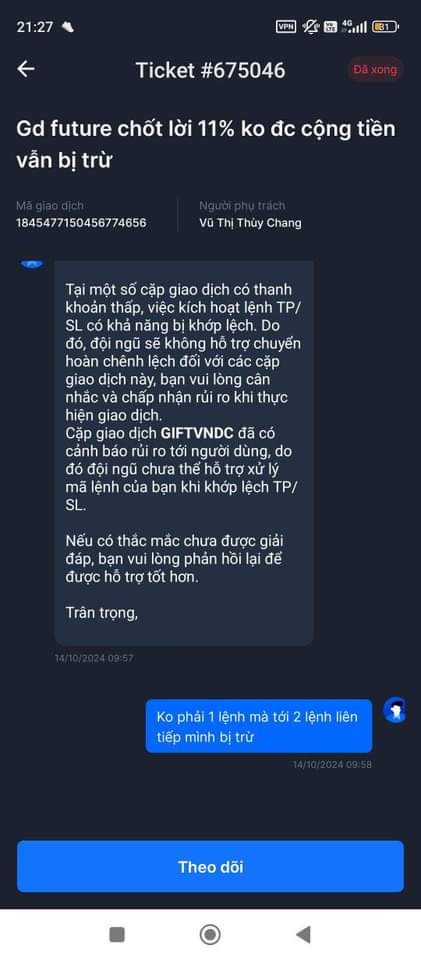 21:27
VPN
Vo
LTE
4G
31
Ticket #675046
Đã xong
Gd future chốt lời 11% ko đc cộng tiền
vẫn bị trừ
Mã giao dịch
Người phụ trách
1845477150456774656
Vũ Thị Thùy Chang
Tại một số cặp giao dịch có thanh
khoản thấp, việc kích hoạt lệnh TP/
SL có khả năng bị khớp lệch. Do
đó, đội ngũ sẽ không hỗ trợ chuyển
hoàn chênh lệch đối với các cặp
giao dịch này, bạn vui lòng cân
nhắc và chấp nhận rủi ro khi thực
hiện giao dịch.
Cặp giao dịch GIFTVNDC đã có
cảnh báo rủi ro tới người dùng, do
đó đội ngũ chưa thể hỗ trợ xử lý
mã lệnh của bạn khi khớp lệch TP/
SL.
Nếu có thắc mắc chưa được giải
đáp, bạn vui lòng phản hồi lại để
được hỗ trợ tốt hơn.
Trân trọng,
14/10/2024 09:57
Ko phải 1 lệnh mà tới 2 lệnh liên
tiếp mình bị trừ
14/10/2024 09:58
Theo dõi